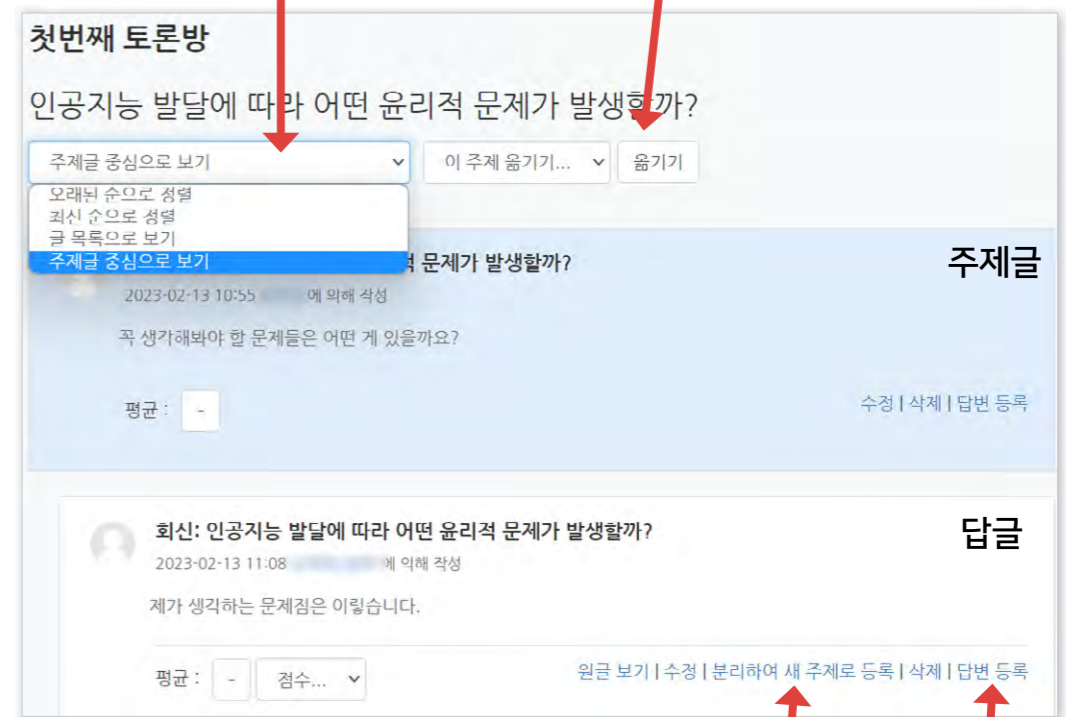 첫번째 토론방
인공지능 발달에 따라 어떤 윤리적 문제가 발생할까?
주제글 중심으로 보기 이 주제 옮기기... 옮기기
오래된 순으로 정렬
최신 순으로 정렬
글 목록으로 보기
주제글 중심으로 보기
문제가 발생할까? 주제글
2023-02-13 10:55 에 의해 작성
꼭 생각해봐야 할 문제들은 어떤 게 있을까요?
평균 : - 수정 | 삭제 | 답변 등록
회신: 인공지능 발달에 따라 어떤 윤리적 문제가 발생할까? 답글
2023-02-13 11:08 에 의해 작성
제가 생각하는 문제점은 이렇습니다.
평균 : - 점수... 원글 보기 | 수정 | 분리하여 새 주제로 등록 | 삭제 | 답변 등록